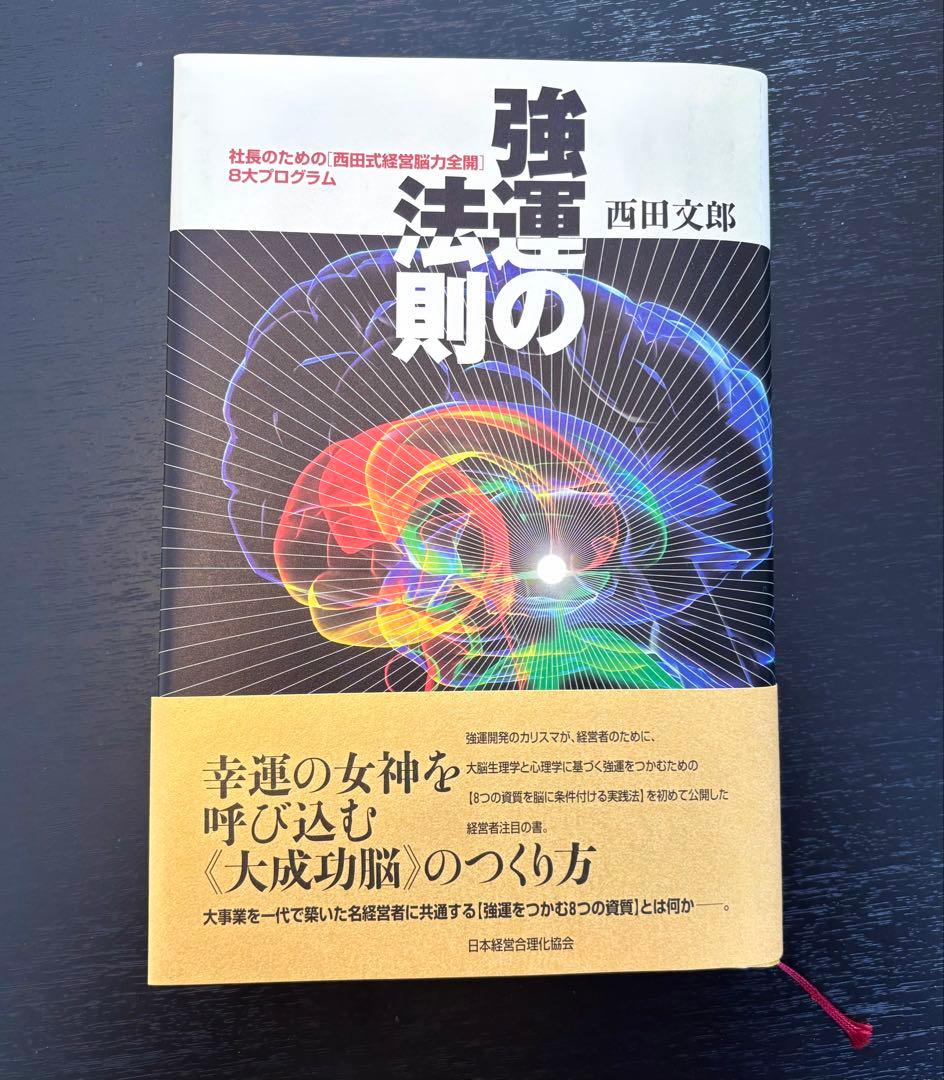 強運の
法則
社長のための[西田式経営脳力全開]
8大プログラム
西田文郎
幸運の女神を
呼び込む
《大成功脳》のつくり方
強運開発のカリスマが、経営者のために、
大脳生理学と心理学に基づく強運をつかむための
【8つの資質を脳に条件付ける実践法】を初めて公開した
経営者注目の書。
大事業を一代で築いた名経営者に共通する【強運をつかむ8つの資質】とは何か──。
日本経営合理化協会